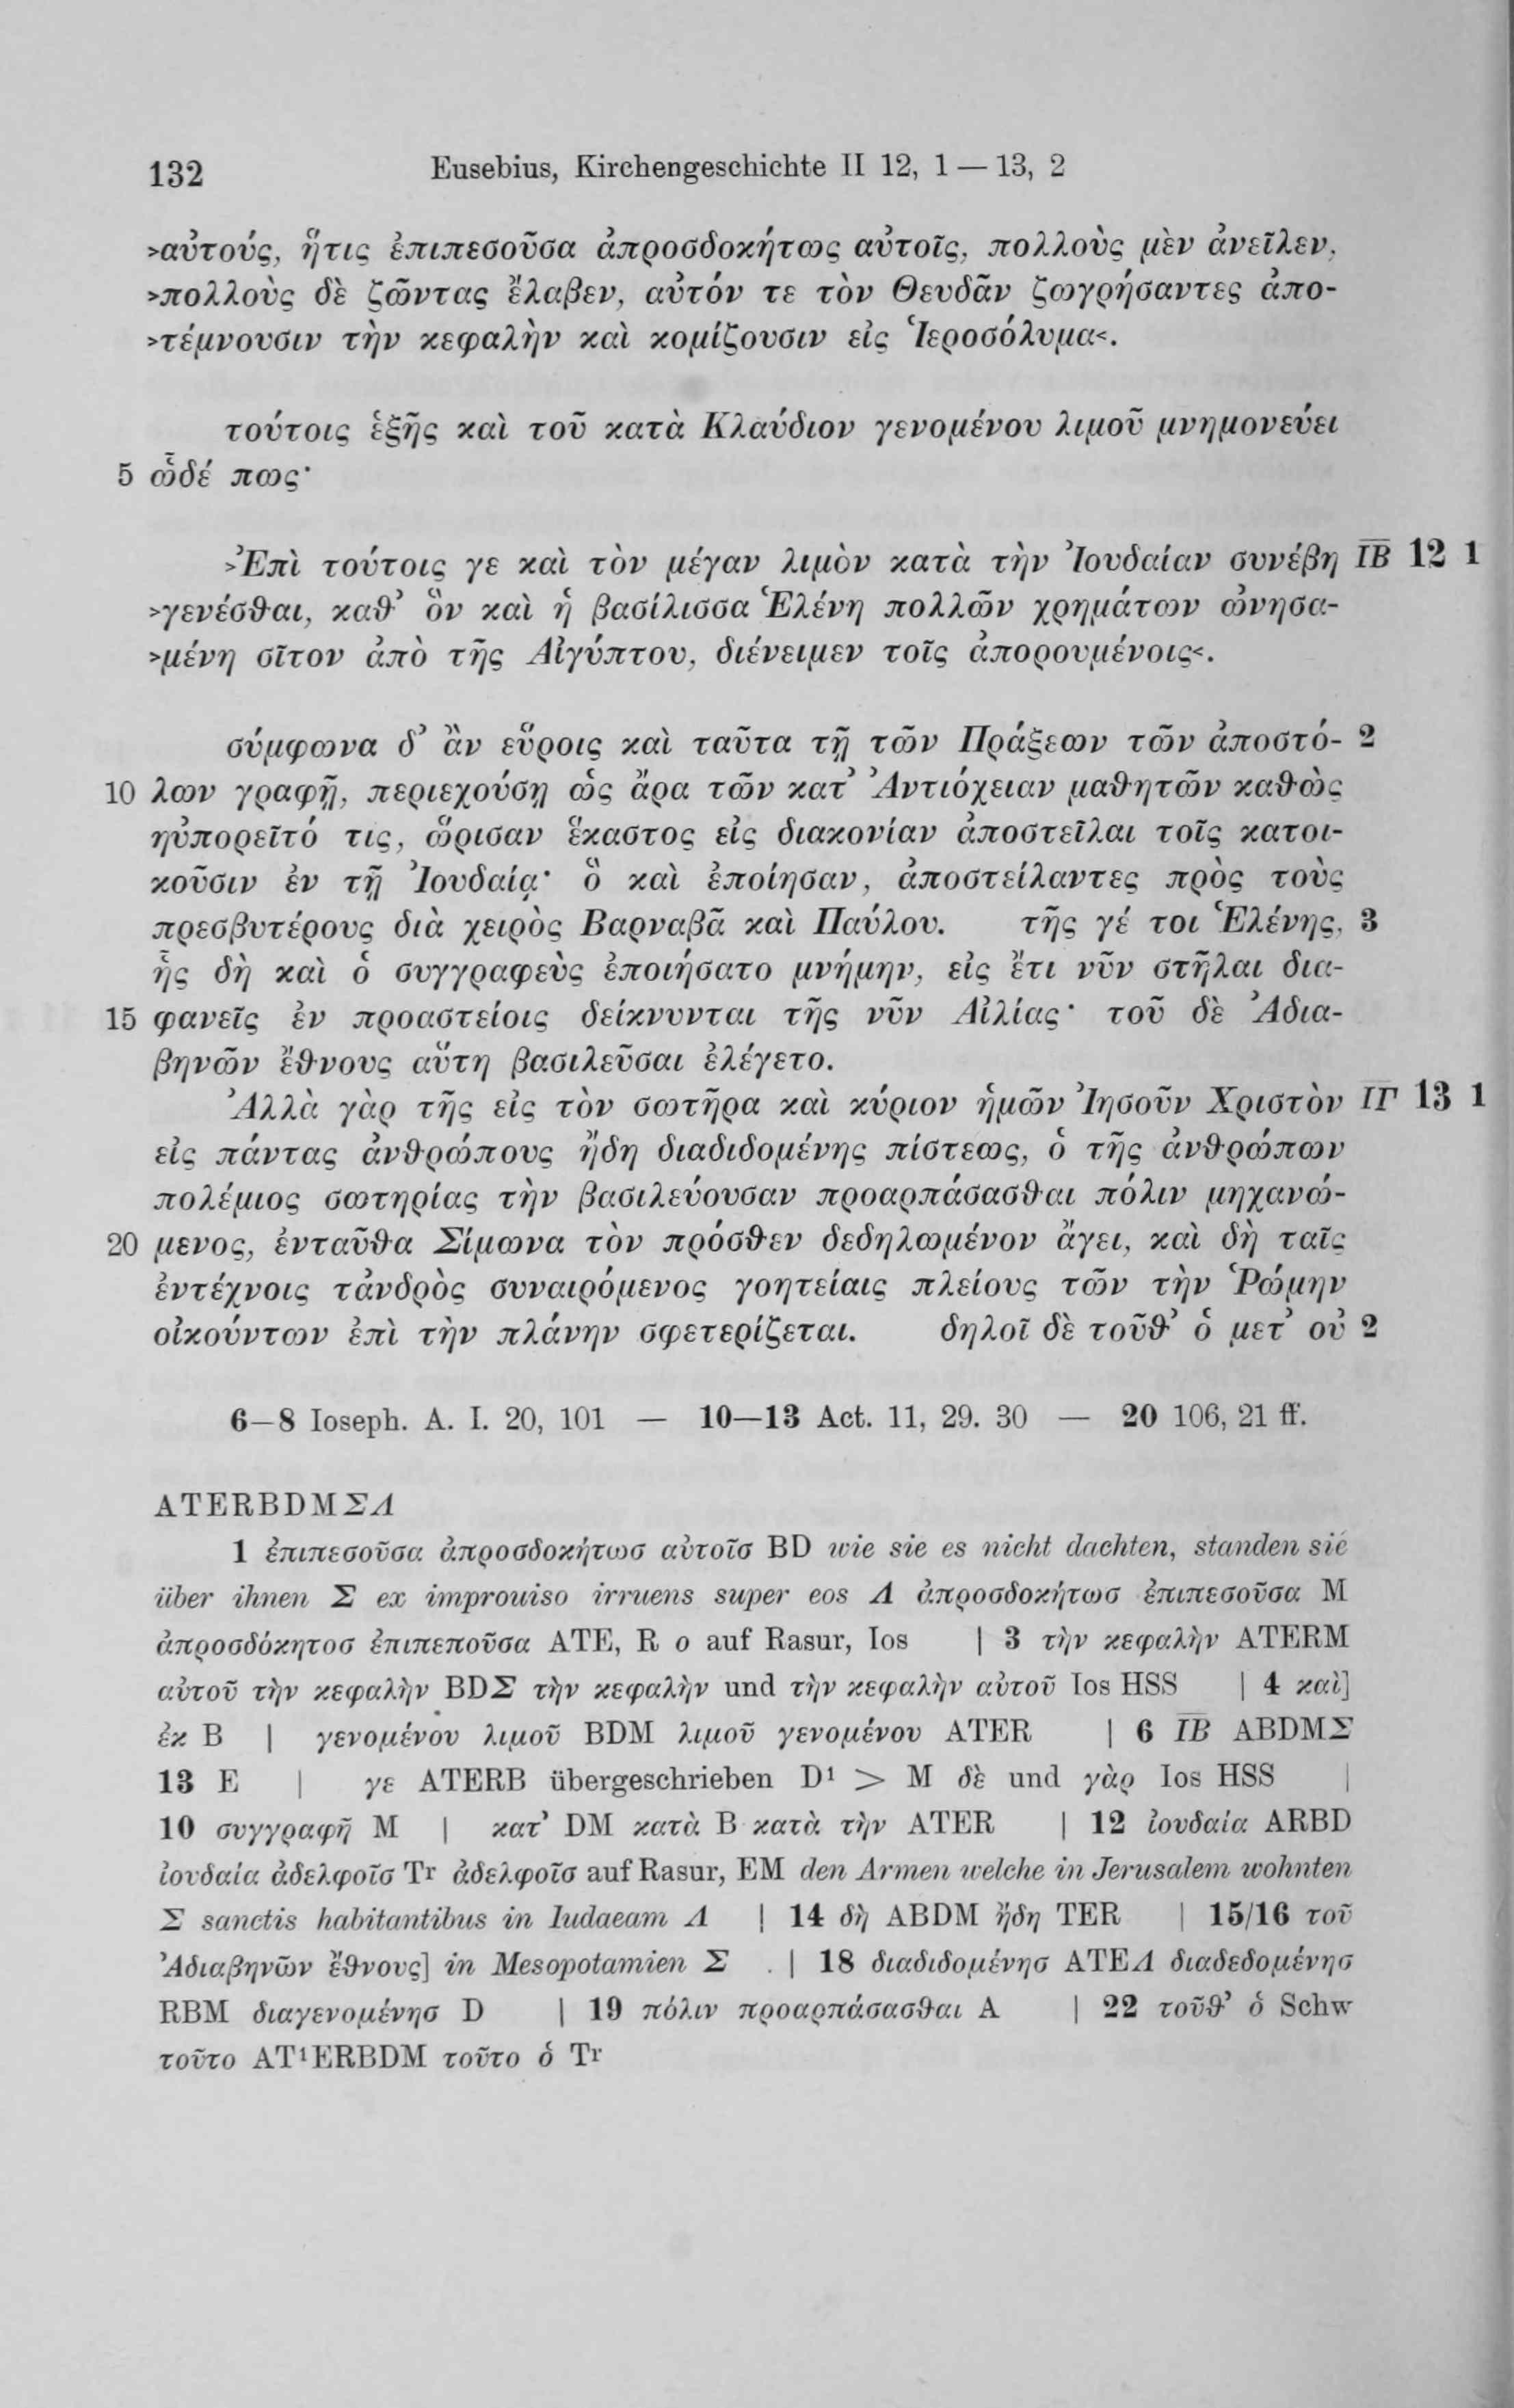 132 Eusebius, Kirchengeschichte II 12, 1 — 13, 2
>αὐτούς, ἥτις ἐπιπεσοῦσα ἀπροσδοκήτως αὐτοῖς, πολλοὺς μὲν ἀνεῖλεν,
>πολλοὺς δὲ ζῶντας ἔλαβεν, αὐτόν τε τὸν Θευδᾶν ζωγρήσαντες ἀπο-
>τέμνουσιν τὴν κεφαλὴν καὶ κομίζουσιν εἰς Ἱεροσόλυμα<.
τούτοις ἑξῆς καὶ τοῦ κατὰ Κλαύδιον γενομένου λιμοῦ μνημονεύει
5 ὧδέ πως·
>Ἐπὶ τούτοις γε καὶ τὸν μέγαν λιμὸν κατὰ τὴν Ἰουδαίαν συνέβη ΙΒ 12 1
>γενέσθαι, καθ’ ὃν καὶ ἡ βασίλισσα Ἑλένη πολλῶν χρημάτων ὠνησα-
>μένη σῖτον ἀπὸ τῆς Αἰγύπτου, διένειμεν τοῖς ἀπορουμένοις<.
σύμφωνα δ’ ἂν εὕροις καὶ ταῦτα τῇ τῶν Πράξεων τῶν ἀποστό- 2
10 λων γραφῇ, περιεχούσῃ ὡς ἄρα τῶν κατ’ Ἀντιόχειαν μαθητῶν καθὼς
ηὐπορεῖτό τις, ὥρισαν ἕκαστος εἰς διακονίαν ἀποστεῖλαι τοῖς κατοι-
κοῦσιν ἐν τῇ Ἰουδαίᾳ· ὃ καὶ ἐποίησαν, ἀποστείλαντες πρὸς τοὺς
πρεσβυτέρους διὰ χειρὸς Βαρναβᾶ καὶ Παύλου. τῆς γέ τοι Ἑλένης, 3
ἧς δὴ καὶ ὁ συγγραφεὺς ἐποιήσατο μνήμην, εἰς ἔτι νῦν στῆλαι δια-
15 φανεῖς ἐν προαστείοις δείκνυνται τῆς νῦν Αἰλίας· τοῦ δὲ Ἀδια-
βηνῶν ἔθνους αὕτη βασιλεῦσαι ἐλέγετο.
Ἀλλὰ γὰρ τῆς εἰς τὸν σωτῆρα καὶ κύριον ἡμῶν Ἰησοῦν Χριστὸν ΙΓ 13 1
εἰς πάντας ἀνθρώπους ἤδη διαδιδομένης πίστεως, ὁ τῆς ἀνθρώπων
πολέμιος σωτηρίας τὴν βασιλεύουσαν προαρπάσασθαι πόλιν μηχανώ-
20 μενος, ἐνταῦθα Σίμωνα τὸν πρόσθεν δεδηλωμένον ἄγει, καὶ δὴ ταῖς
ἐντέχνοις τἀνδρὸς συναιρόμενος γοητείαις πλείους τῶν τὴν Ῥώμην
οἰκούντων ἐπὶ τὴν πλάνην σφετερίζεται. δηλοῖ δὲ τοῦθ’ ὁ μετ’ οὐ 2
6—8 Ioseph. A. I. 20, 101 — 10—13 Act. 11, 29. 30 — 20 106, 21 ff.
ATERBDMΣΛ
1 ἐπιπεσοῦσα ἀπροσδοκήτωσ αὐτοῖσ BD wie sie es nicht dachten, standen sie
über ihnen Σ ex improuiso irruens super eos Λ ἀπροσδοκήτωσ ἐπιπεσοῦσα M
ἀπροσδόκητοσ ἐπιπεποῦσα ATE, R ο auf Rasur, Ios | 3 τὴν κεφαλὴν ATERM
αὐτοῦ τὴν κεφαλὴν BDΣ τὴν κεφαλὴν und τὴν κεφαλὴν αὐτοῦ Ios HSS | 4 καὶ]
ἐκ B | γενομένου λιμοῦ BDM λιμοῦ γενομένου ATER | 6 ΙΒ ABDMΣ
13 E | γε ATERB übergeschrieben D¹ > M δὲ und γὰρ Ios HSS |
10 συγγραφῆ M | κατ’ DM κατὰ B κατὰ τὴν ATER | 12 ἰουδαία ARBD
ἰουδαία ἀδελφοῖσ Tʳ ἀδελφοῖσ auf Rasur, EM den Armen welche in Jerusalem wohnten
Σ sanctis habitantibus in Iudaeam Λ | 14 δὴ ABDM ἤδη TER | 15/16 τοῦ
Ἀδιαβηνῶν ἔθνους] in Mesopotamien Σ | 18 διαδιδομένησ ATEΛ διαδεδομένησ
RBM διαγενομένησ D | 19 πόλιν προαρπάσασθαι A | 22 τοῦθ’ ὁ Schw
τοῦτο AT¹ERBDM τοῦτο ὁ Tʳ